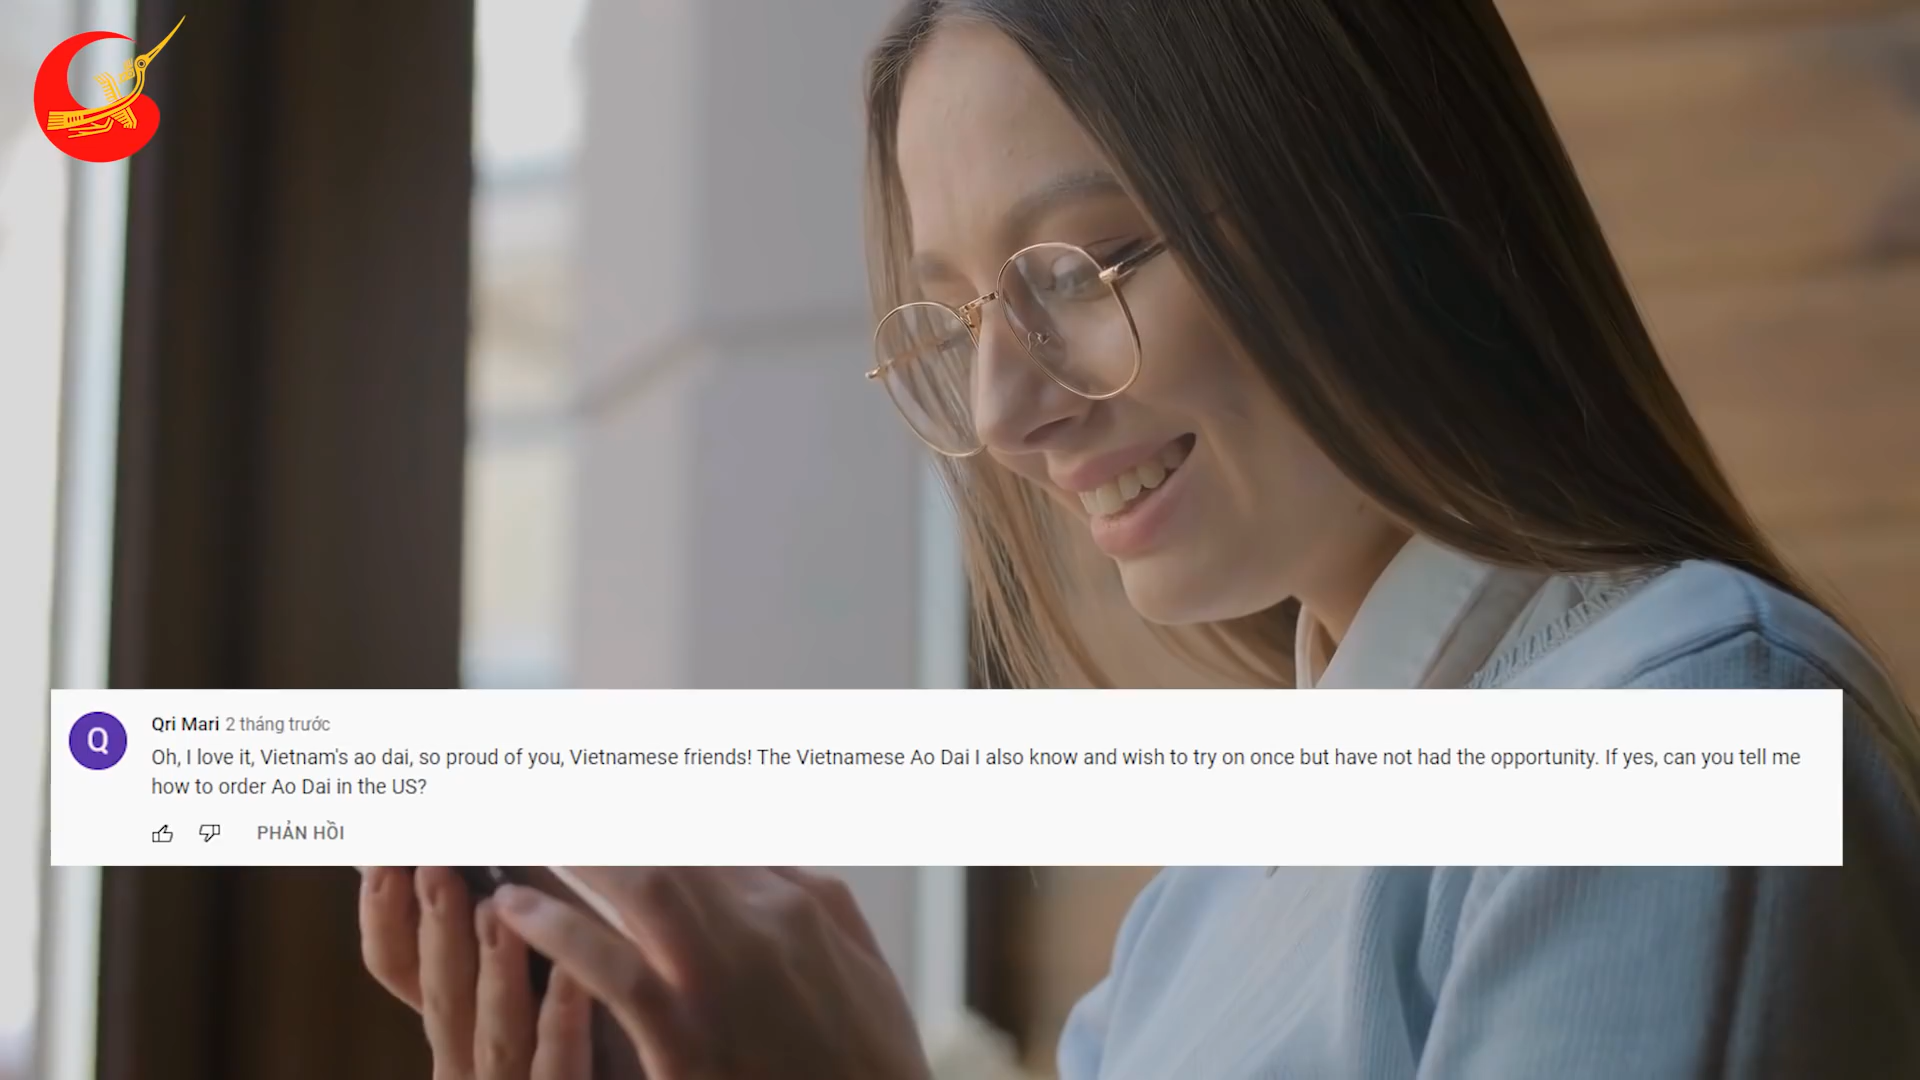 Q
Qri Mari 2 tháng trước
Oh, I love it, Vietnam's ao dai, so proud of you, Vietnamese friends! The Vietnamese Ao Dai I also know and wish to try on once but have not had the opportunity. If yes, can you tell me
how to order Ao Dai in the US?
PHẢN HỒI